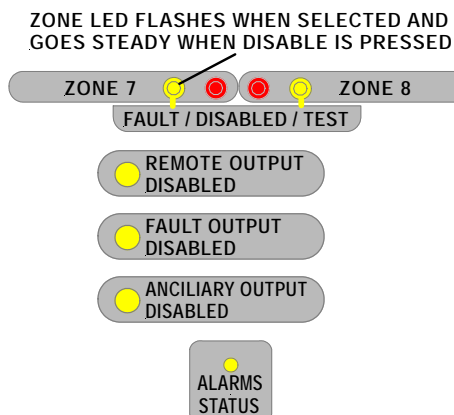 ZONE LED FLASHES WHEN SELECTED AND
GOES STEADY WHEN DISABLE IS PRESSED
ZONE 7
ZONE 8
FAULT / DISABLED / TEST
REMOTE OUTPUT
DISABLED
FAULT OUTPUT
DISABLED
ANCILIARY OUTPUT
DISABLED
ALARMS
STATUS